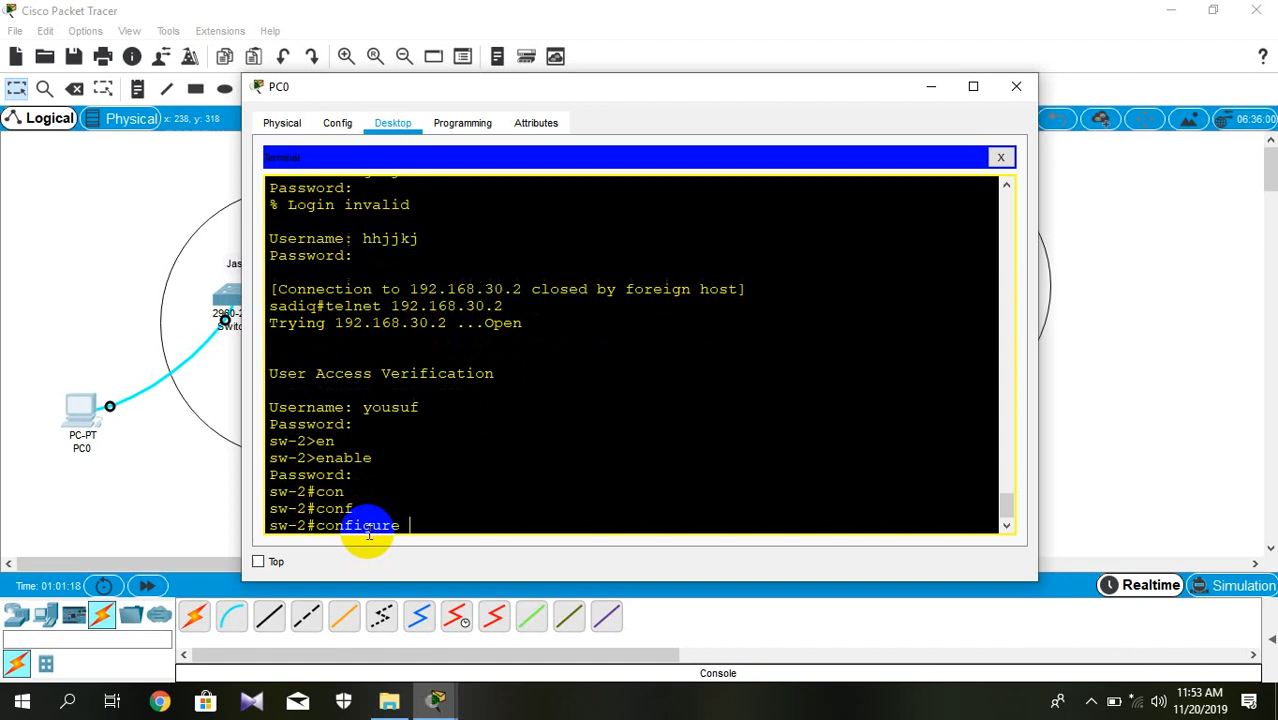 Cisco Packet Tracer
File Edit Options View Tools Extensions Help
Logical Physical x: 238, y: 318 06:36:00
PC0
Physical Config Desktop Programming Attributes
Terminal
X
Password:
% Login invalid
Username: hhjjkj
Password:
[Connection to 192.168.30.2 closed by foreign host]
sadiq#telnet 192.168.30.2
Trying 192.168.30.2 ...Open
User Access Verification
Username: yousuf
Password:
sw-2>en
sw-2>enable
Password:
sw-2#con
sw-2#conf
sw-2#configure
Top
PC-PT
PC0
Time: 01:01:18
Realtime Simulation
Console
11:53 AM
11/20/2019